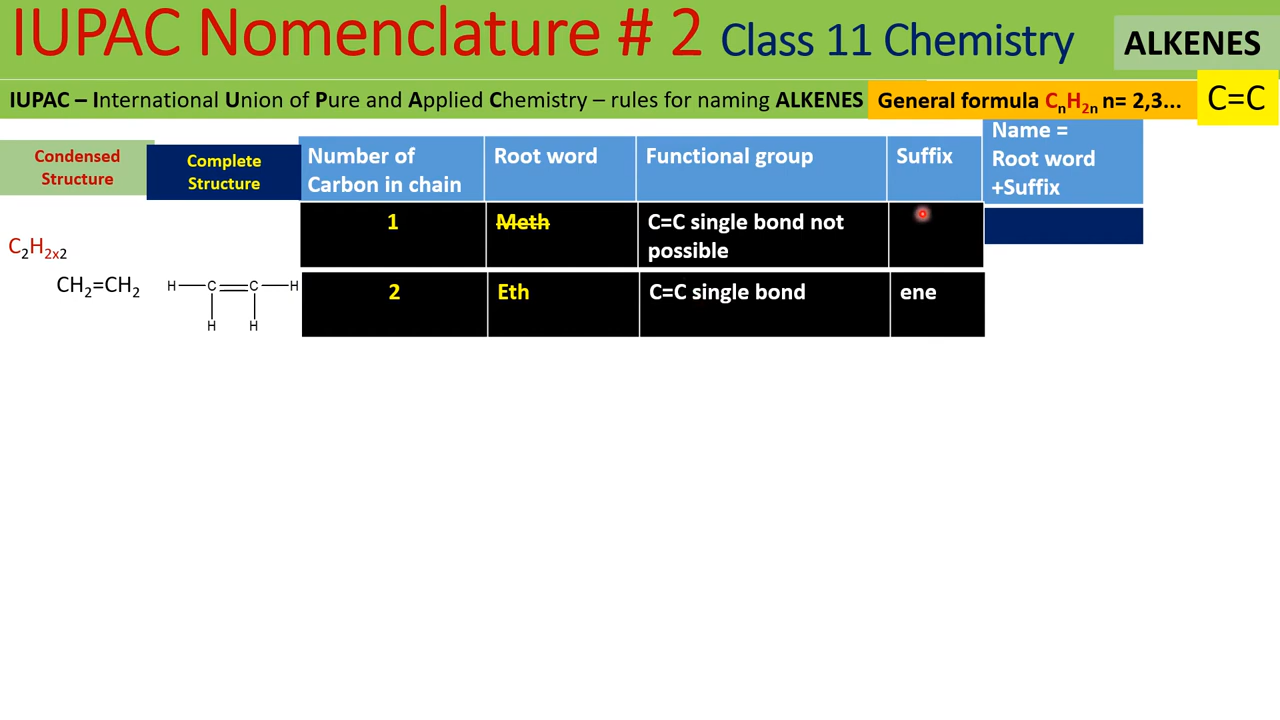 IUPAC Nomenclature # 2 Class 11 Chemistry
ALKENES
IUPAC – International Union of Pure and Applied Chemistry – rules for naming ALKENES
General formula CnH2n n= 2,3...
C=C
Condensed
Structure
Complete
Structure
Number of
Carbon in chain
Root word
Functional group
Suffix
Name =
Root word
+Suffix
1
Meth
C=C single bond not
possible
C2H2x2
CH2=CH2
H C C H
H H
2
Eth
C=C single bond
ene